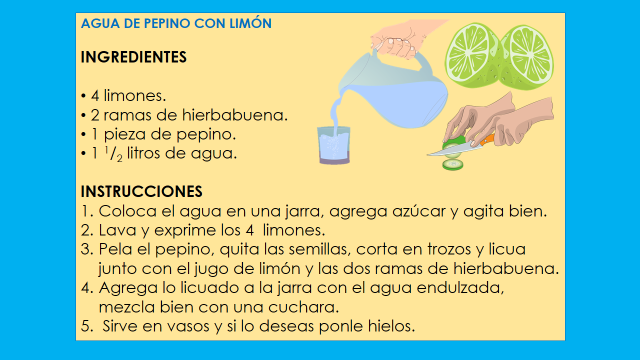 AGUA DE PEPINO CON LIMÓN
INGREDIENTES
• 4 limones.
• 2 ramas de hierbabuena.
• 1 pieza de pepino.
• 1 1/2 litros de agua.
INSTRUCCIONES
1. Coloca el agua en una jarra, agrega azúcar y agita bien.
2. Lava y exprime los 4 limones.
3. Pela el pepino, quita las semillas, corta en trozos y licua
junto con el jugo de limón y las dos ramas de hierbabuena.
4. Agrega lo licuado a la jarra con el agua endulzada,
mezcla bien con una cuchara.
5. Sirve en vasos y si lo deseas ponle hielos.